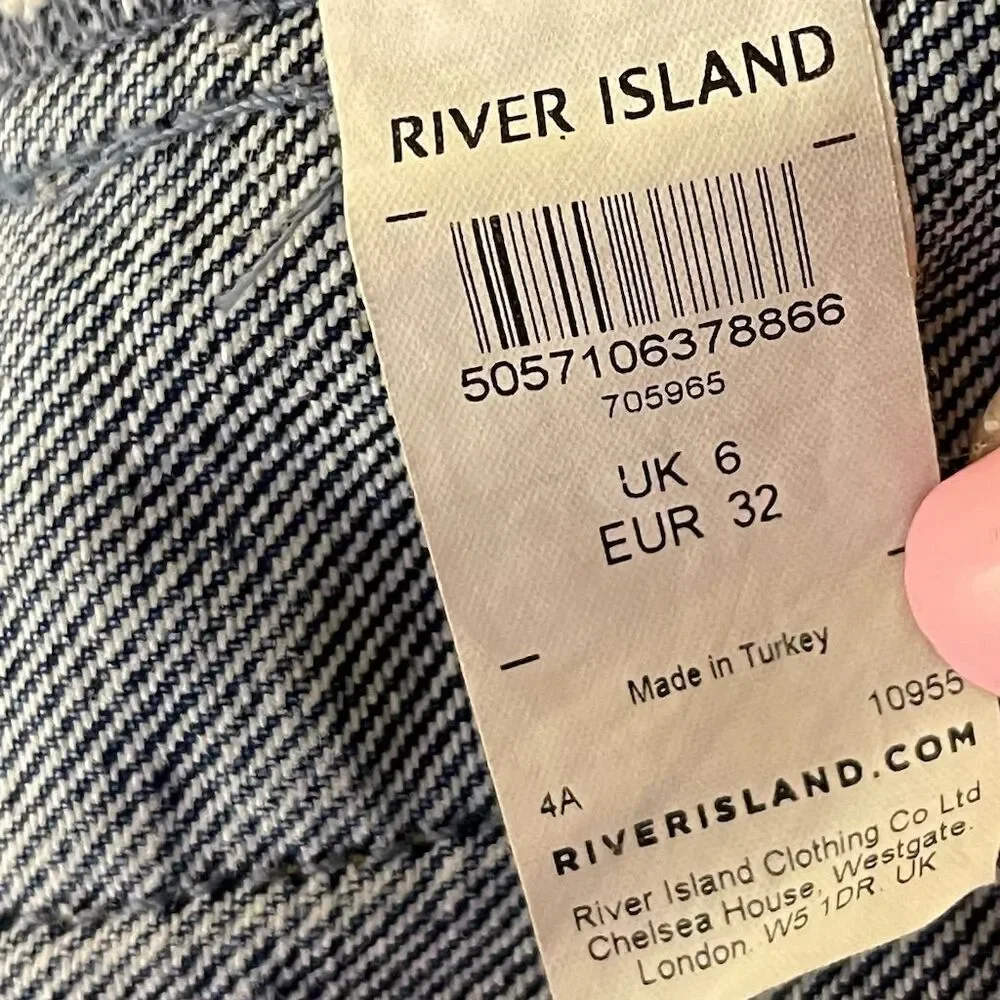 RIVER ISLAND
5057106378866
705965
UK 6
EUR 32
Made in Turkey
10955
4A
RIVERISLAND.COM
River Island Clothing Co Ltd
Chelsea House, Westgate.
London. W5 1DR. UK